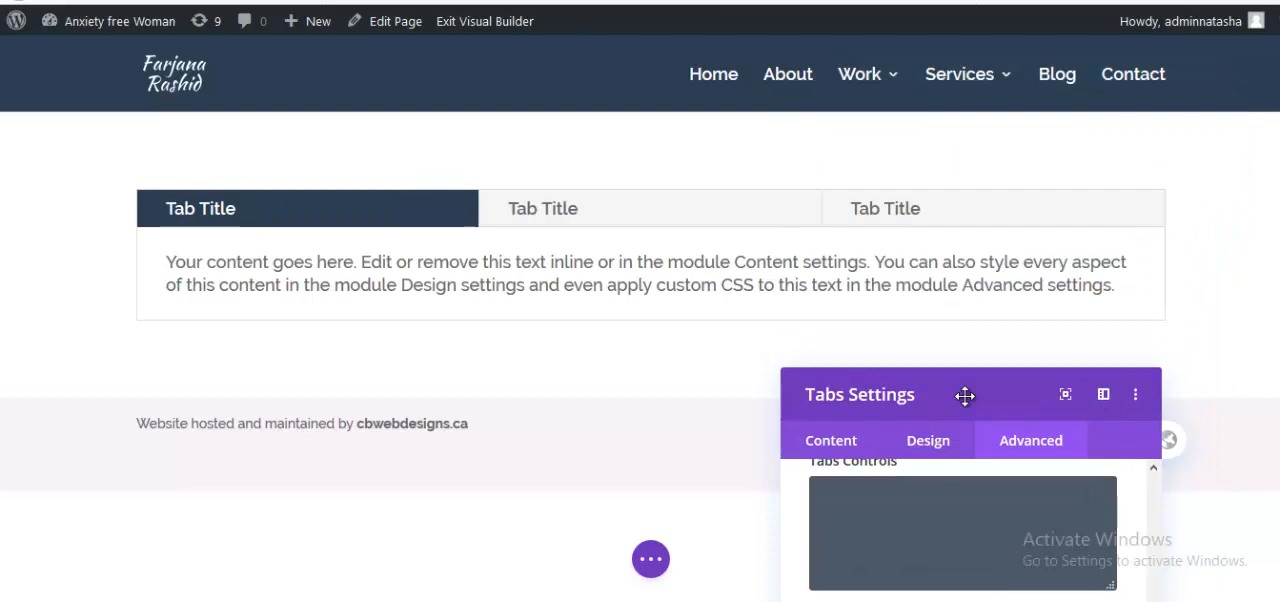 Anxiety free Woman 9 0 New Edit Page Exit Visual Builder Howdy, adminnatasha
Farjana
Rashid
Home About Work Services Blog Contact
Tab Title Tab Title Tab Title
Your content goes here. Edit or remove this text inline or in the module Content settings. You can also style every aspect
of this content in the module Design settings and even apply custom CSS to this text in the module Advanced settings.
Website hosted and maintained by cbwebdesigns.ca
Tabs Settings
Content Design Advanced
Tabs Controls
Activate Windows
Go to Settings to activate Windows.